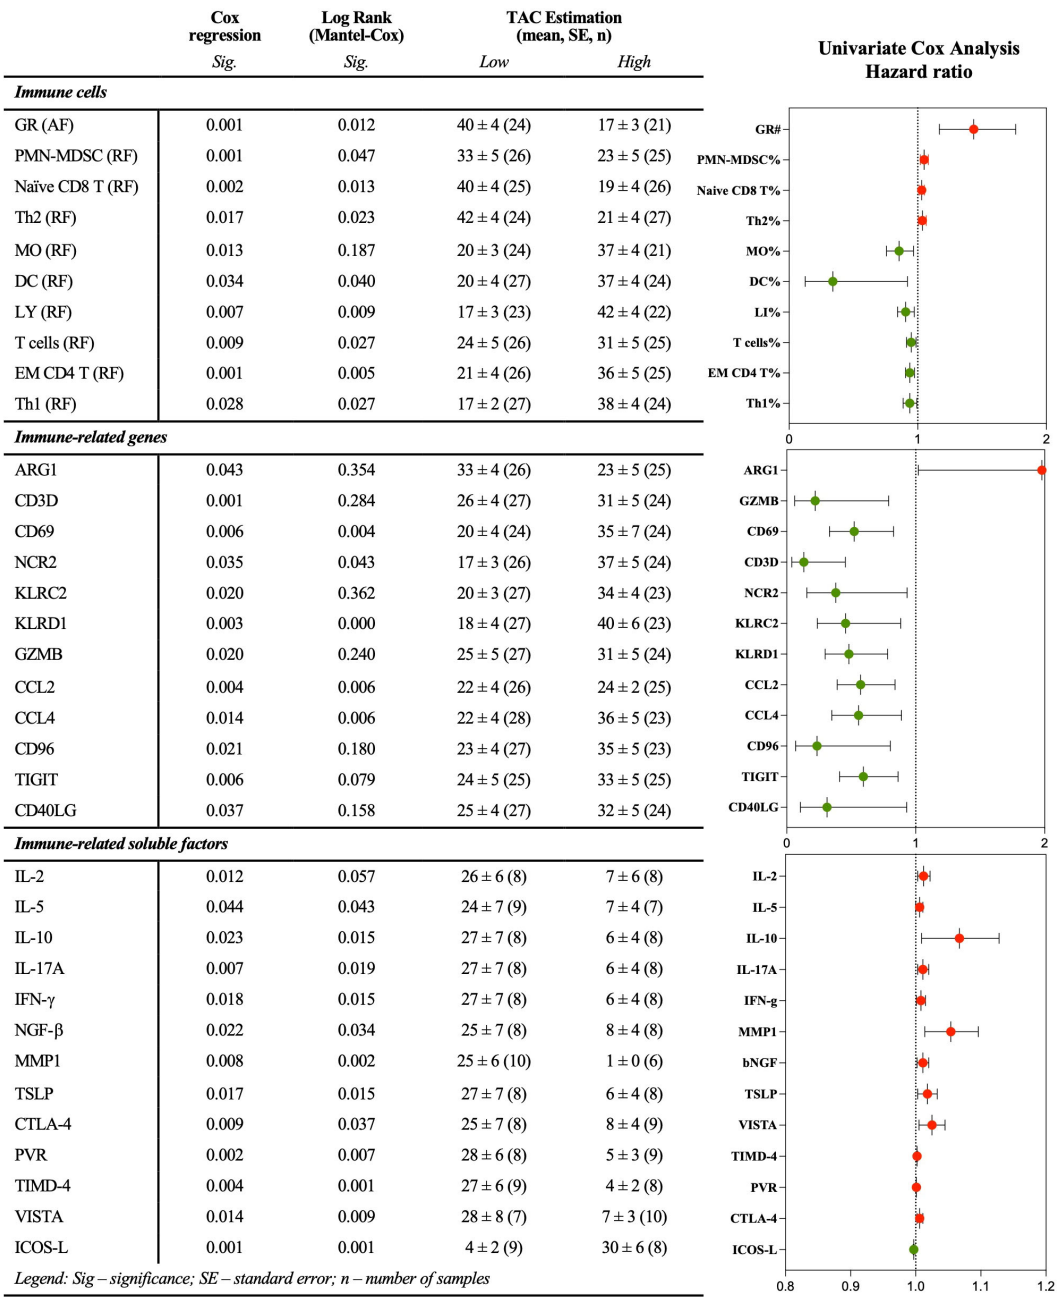 Cox regression Log Rank (Mantel-Cox) TAC Estimation (mean, SE, n)
Sig. Sig. Low High
Immune cells
GR (AF) 0.001 0.012 40 ± 4 (24) 17 ± 3 (21)
PMN-MDSC (RF) 0.001 0.047 33 ± 5 (26) 23 ± 5 (25)
Naïve CD8 T (RF) 0.002 0.013 40 ± 4 (25) 19 ± 4 (26)
Th2 (RF) 0.017 0.023 42 ± 4 (24) 21 ± 4 (27)
MO (RF) 0.013 0.187 20 ± 3 (24) 37 ± 4 (21)
DC (RF) 0.034 0.040 20 ± 4 (27) 37 ± 4 (24)
LY (RF) 0.007 0.009 17 ± 3 (23) 42 ± 4 (22)
T cells (RF) 0.009 0.027 24 ± 5 (26) 31 ± 5 (25)
EM CD4 T (RF) 0.001 0.005 21 ± 4 (26) 36 ± 5 (25)
Th1 (RF) 0.028 0.027 17 ± 2 (27) 38 ± 4 (24)
Immune-related genes
ARG1 0.043 0.354 33 ± 4 (26) 23 ± 5 (25)
CD3D 0.001 0.284 26 ± 4 (27) 31 ± 5 (24)
CD69 0.006 0.004 20 ± 4 (24) 35 ± 7 (24)
NCR2 0.035 0.043 17 ± 3 (26) 37 ± 5 (24)
KLRC2 0.020 0.362 20 ± 3 (27) 34 ± 4 (23)
KLRD1 0.003 0.000 18 ± 4 (27) 40 ± 6 (23)
GZMB 0.020 0.240 25 ± 5 (27) 31 ± 5 (24)
CCL2 0.004 0.006 22 ± 4 (26) 24 ± 2 (25)
CCL4 0.014 0.006 22 ± 4 (28) 36 ± 5 (23)
CD96 0.021 0.180 23 ± 4 (27) 35 ± 5 (23)
TIGIT 0.006 0.079 24 ± 5 (25) 33 ± 5 (25)
CD40LG 0.037 0.158 25 ± 4 (27) 32 ± 5 (24)
Immune-related soluble factors
IL-2 0.012 0.057 26 ± 6 (8) 7 ± 6 (8)
IL-5 0.044 0.043 24 ± 7 (9) 7 ± 4 (7)
IL-10 0.023 0.015 27 ± 7 (8) 6 ± 4 (8)
IL-17A 0.007 0.019 27 ± 7 (8) 6 ± 4 (8)
IFN-γ 0.018 0.015 27 ± 7 (8) 6 ± 4 (8)
NGF-β 0.022 0.034 25 ± 7 (8) 8 ± 4 (8)
MMP1 0.008 0.002 25 ± 6 (10) 1 ± 0 (6)
TSLP 0.017 0.015 27 ± 7 (8) 6 ± 4 (8)
CTLA-4 0.009 0.037 25 ± 7 (8) 8 ± 4 (9)
PVR 0.002 0.007 28 ± 6 (8) 5 ± 3 (9)
TIMD-4 0.004 0.001 27 ± 6 (9) 4 ± 2 (8)
VISTA 0.014 0.009 28 ± 8 (7) 7 ± 3 (10)
ICOS-L 0.001 0.001 4 ± 2 (9) 30 ± 6 (8)
Legend: Sig – significance; SE – standard error; n – number of samples
Univariate Cox Analysis
Hazard ratio
GR#
PMN-MDSC%
Naive CD8 T%
Th2%
MO%
DC%
LI%
T cells%
EM CD4 T%
Th1%
0 1 2
ARG1
GZMB
CD69
CD3D
NCR2
KLRC2
KLRD1
CCL2
CCL4
CD96
TIGIT
CD40LG
0 1 2
IL-2
IL-5
IL-10
IL-17A
IFN-g
MMP1
bNGF
TSLP
VISTA
TIMD-4
PVR
CTLA-4
ICOS-L
0.8 0.9 1.0 1.1 1.2